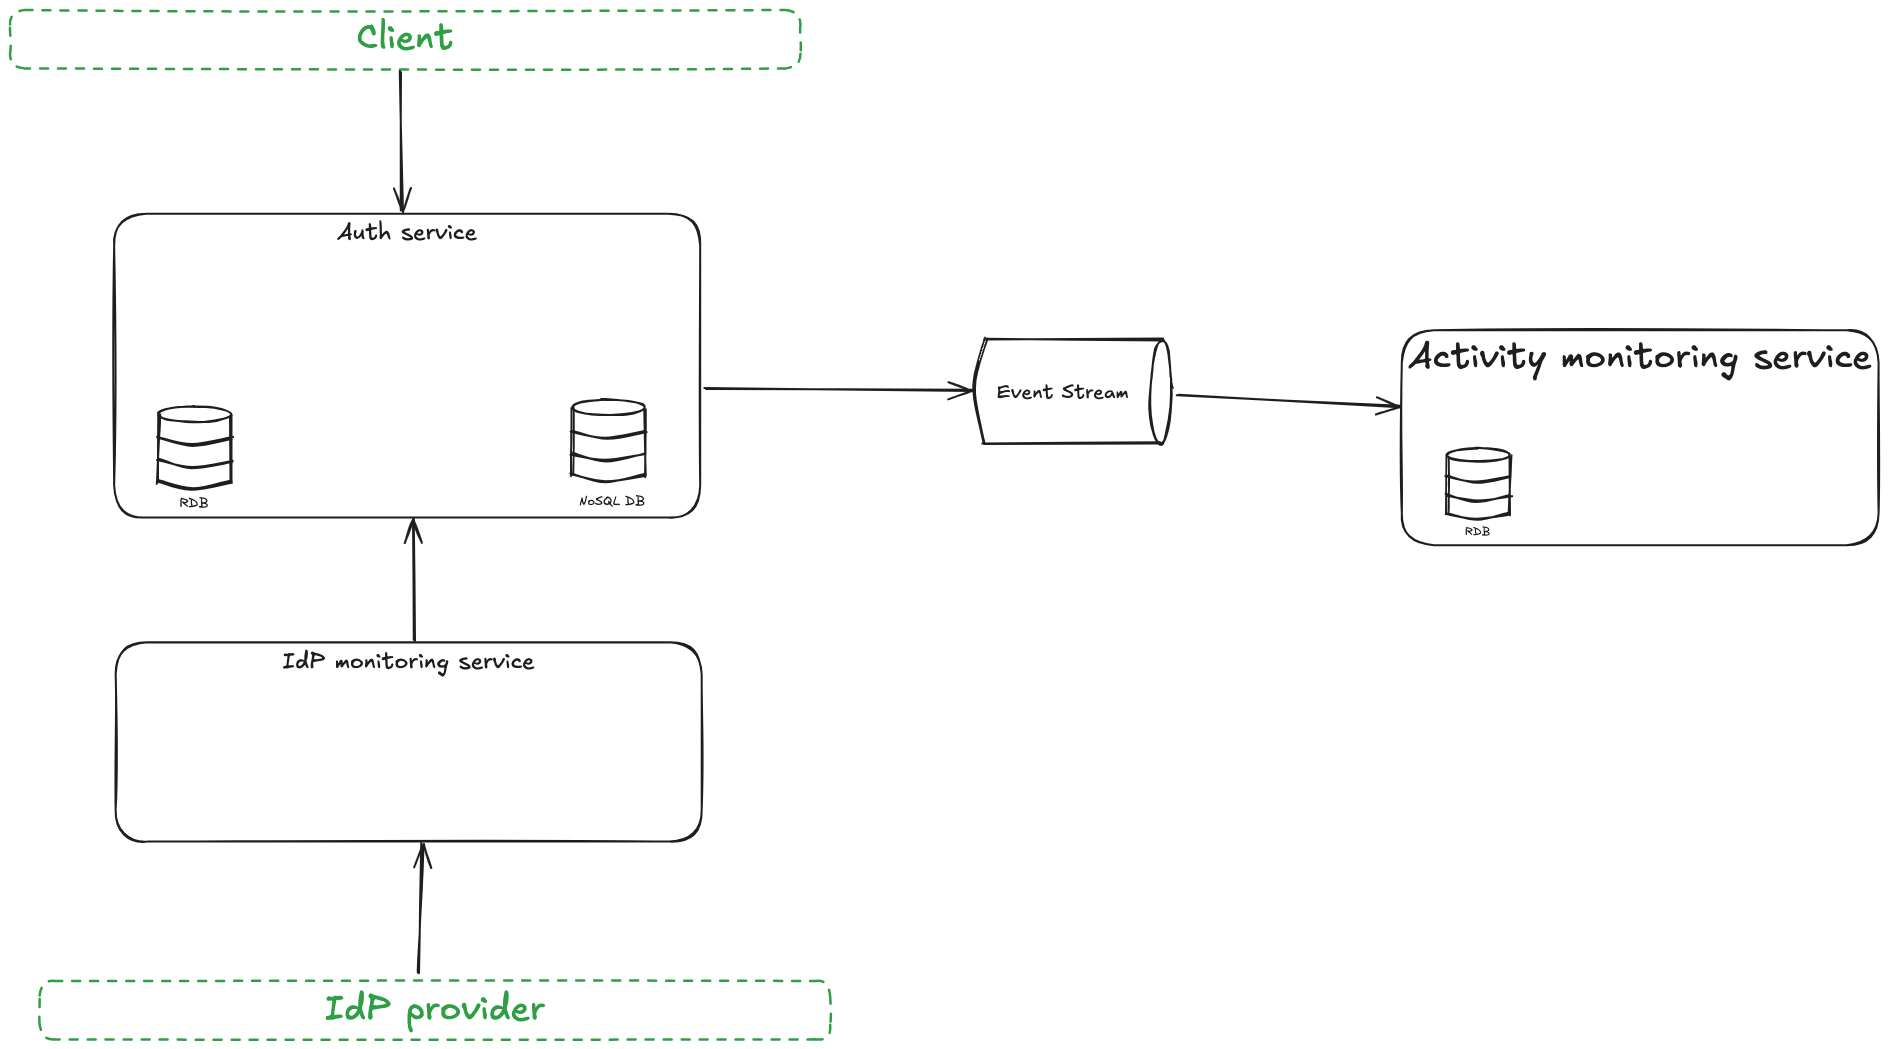 Client
Auth service
RDB
NoSQL DB
Event Stream
Activity monitoring service
RDB
IdP monitoring service
IdP provider